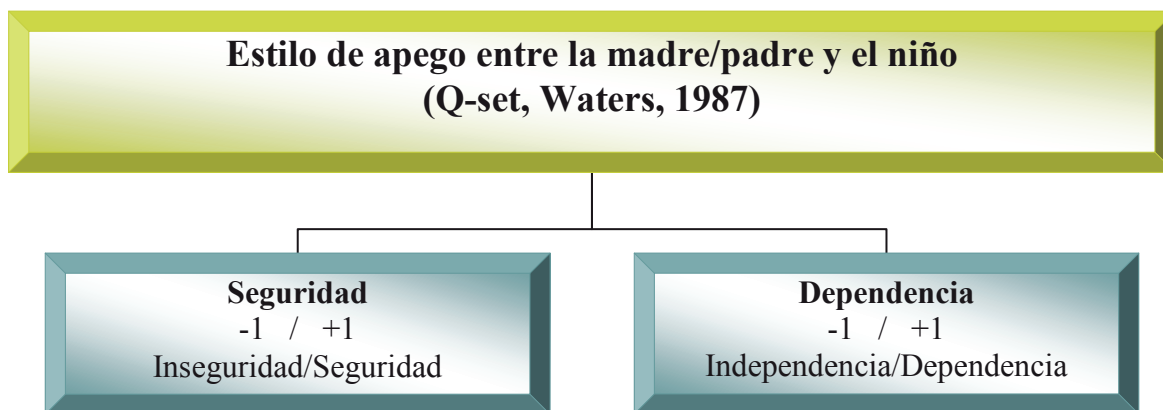 Estilo de apego entre la madre/padre y el niño
(Q-set, Waters, 1987)
Seguridad
-1 / +1
Inseguridad/Seguridad
Dependencia
-1 / +1
Independencia/Dependencia